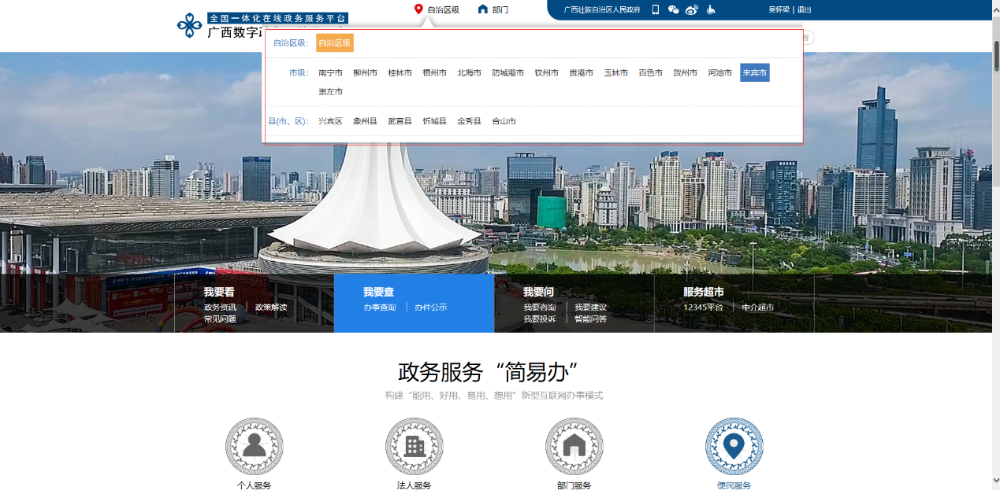 全国一体化在线政务服务平台
广西数字政
自治区级 部门
广西壮族自治区人民政府
吴怀梁 | 退出
自治区级： 自治区级
市级： 南宁市 柳州市 桂林市 梧州市 北海市 防城港市 钦州市 贵港市 玉林市 百色市 贺州市 河池市 来宾市
崇左市
县(市、区)： 兴宾区 象州县 武宣县 忻城县 金秀县 合山市
我要看
政务资讯 | 政策解读
常见问题
我要查
办事查询 | 办件公示
我要问
我要咨询 | 我要建议
我要投诉 | 智能问答
服务超市
12345平台 | 中介超市
政务服务“简易办”
构建“能用、好用、易用、想用”新型互联网办事模式
个人服务 法人服务 部门服务 便民服务